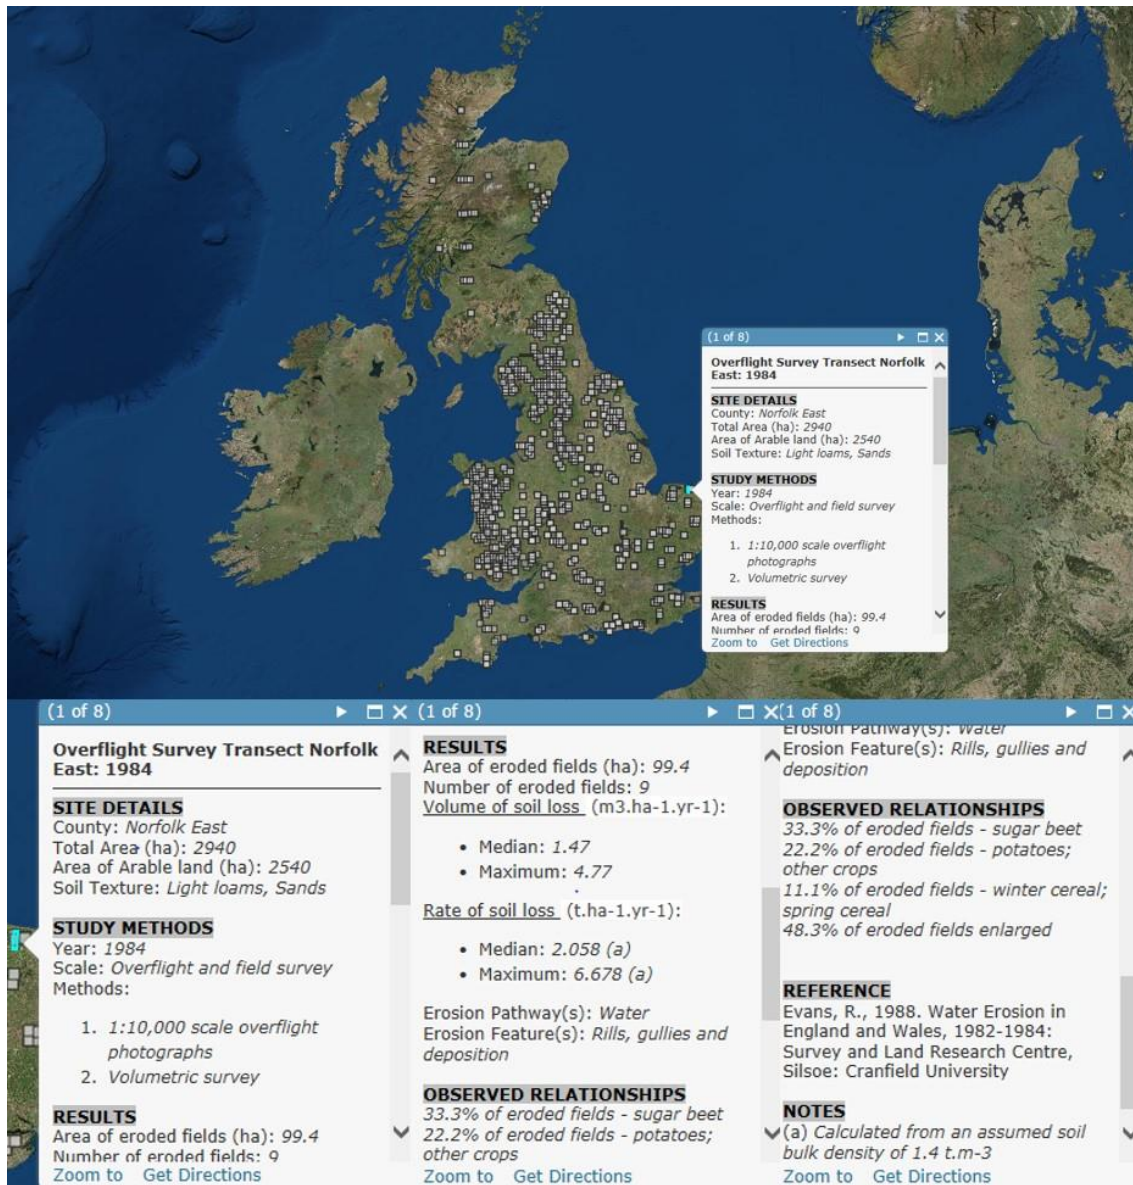 (1 of 8)
Overflight Survey Transect Norfolk
East: 1984
SITE DETAILS
County: Norfolk East
Total Area (ha): 2940
Area of Arable land (ha): 2540
Soil Texture: Light loams, Sands
STUDY METHODS
Year: 1984
Scale: Overflight and field survey
Methods:
1. 1:10,000 scale overflight
photographs
2. Volumetric survey
RESULTS
Area of eroded fields (ha): 99.4
Number of eroded fields: 9
Zoom to Get Directions
(1 of 8)
Overflight Survey Transect Norfolk
East: 1984
SITE DETAILS
County: Norfolk East
Total Area (ha): 2940
Area of Arable land (ha): 2540
Soil Texture: Light loams, Sands
STUDY METHODS
Year: 1984
Scale: Overflight and field survey
Methods:
1. 1:10,000 scale overflight
photographs
2. Volumetric survey
RESULTS
Area of eroded fields (ha): 99.4
Number of eroded fields: 9
Zoom to Get Directions
(1 of 8)
RESULTS
Area of eroded fields (ha): 99.4
Number of eroded fields: 9
Volume of soil loss (m3.ha-1.yr-1):
• Median: 1.47
• Maximum: 4.77
Rate of soil loss (t.ha-1.yr-1):
• Median: 2.058 (a)
• Maximum: 6.678 (a)
Erosion Pathway(s): Water
Erosion Feature(s): Rills, gullies and
deposition
OBSERVED RELATIONSHIPS
33.3% of eroded fields - sugar beet
22.2% of eroded fields - potatoes;
other crops
Zoom to Get Directions
(1 of 8)
Erosion Pathway(s): Water
Erosion Feature(s): Rills, gullies and
deposition
OBSERVED RELATIONSHIPS
33.3% of eroded fields - sugar beet
22.2% of eroded fields - potatoes;
other crops
11.1% of eroded fields - winter cereal;
spring cereal
48.3% of eroded fields enlarged
REFERENCE
Evans, R., 1988. Water Erosion in
England and Wales, 1982-1984:
Survey and Land Research Centre,
Silsoe: Cranfield University
NOTES
(a) Calculated from an assumed soil
bulk density of 1.4 t.m-3
Zoom to Get Directions